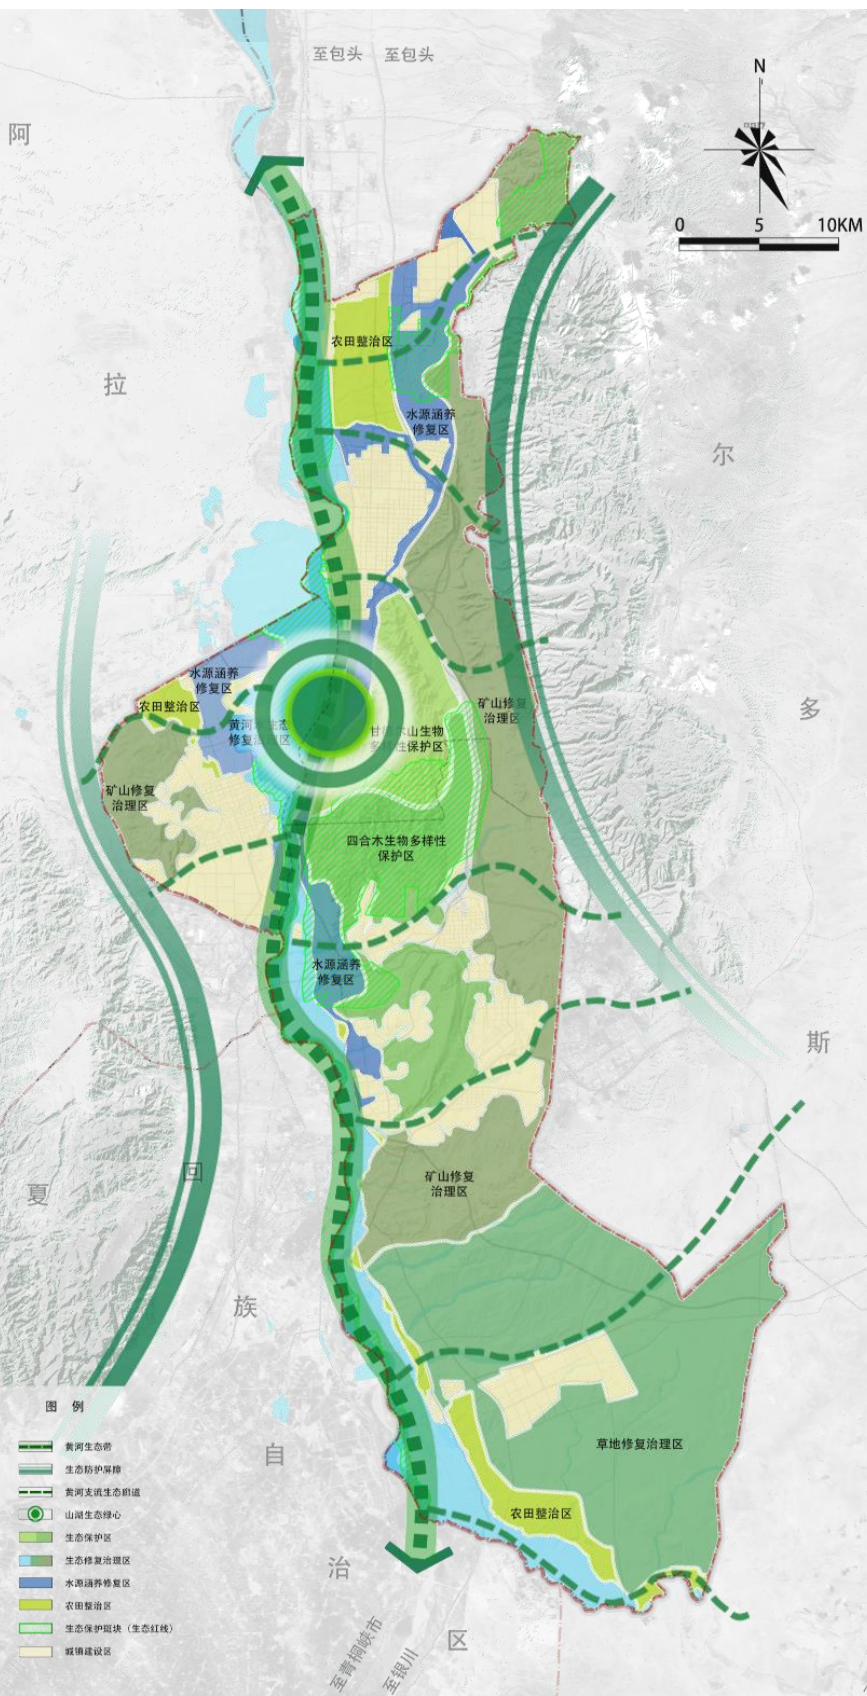 至包头
至包头
N
阿
0 5 10KM
农田整治区
拉
水源涵养
修复区
尔
水源涵养
修复区
农田整治区
矿山修复
治理区
多
矿山修复
治理区
四合木生物多样性
保护区
水源涵养
修复区
斯
矿山修复
治理区
夏
回
族
图 例
黄河生态带
生态防护屏障
黄河支流生态廊道
山湖生态绿心
生态保护区
生态修复治理区
水源涵养修复区
农田整治区
生态保护斑块（生态红线）
城镇建设区
自
草地修复治理区
农田整治区
治
至青桐峡市
至银川
区